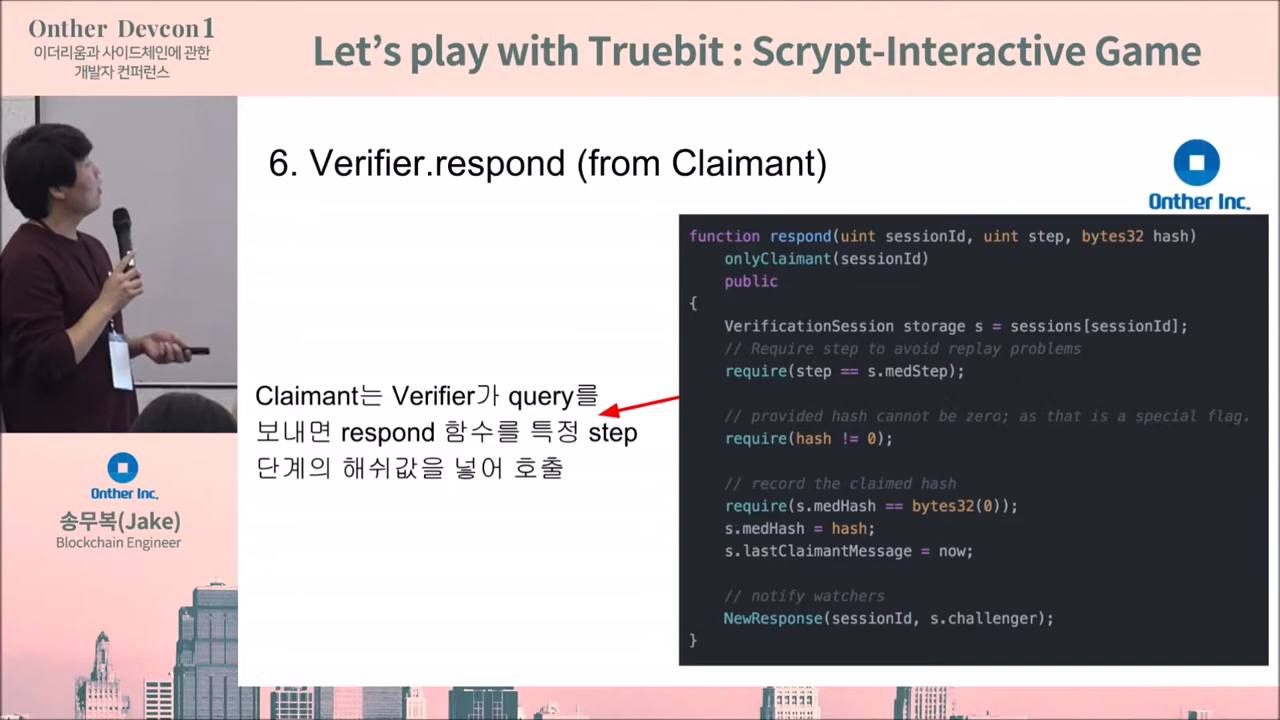 Onther Devcon1
이더리움과 사이드체인에 관한
개발자 컨퍼런스
Let's play with Truebit : Scrypt-Interactive Game
6. Verifier.respond (from Claimant)
Onther Inc.
function respond(uint sessionId, uint step, bytes32 hash)
onlyClaimant(sessionId)
public
{
VerificationSession storage s = sessions[sessionId];
// Require step to avoid replay problems
require(step == s.medStep);
// provided hash cannot be zero; as that is a special flag.
require(hash != 0);
// record the claimed hash
require(s.medHash == bytes32(0));
s.medHash = hash;
s.lastClaimantMessage = now;
// notify watchers
NewResponse(sessionId, s.challenger);
}
Claimant는 Verifier가 query를
보내면 respond 함수를 특정 step
단계의 해쉬값을 넣어 호출
Onther Inc.
송무복(Jake)
Blockchain Engineer